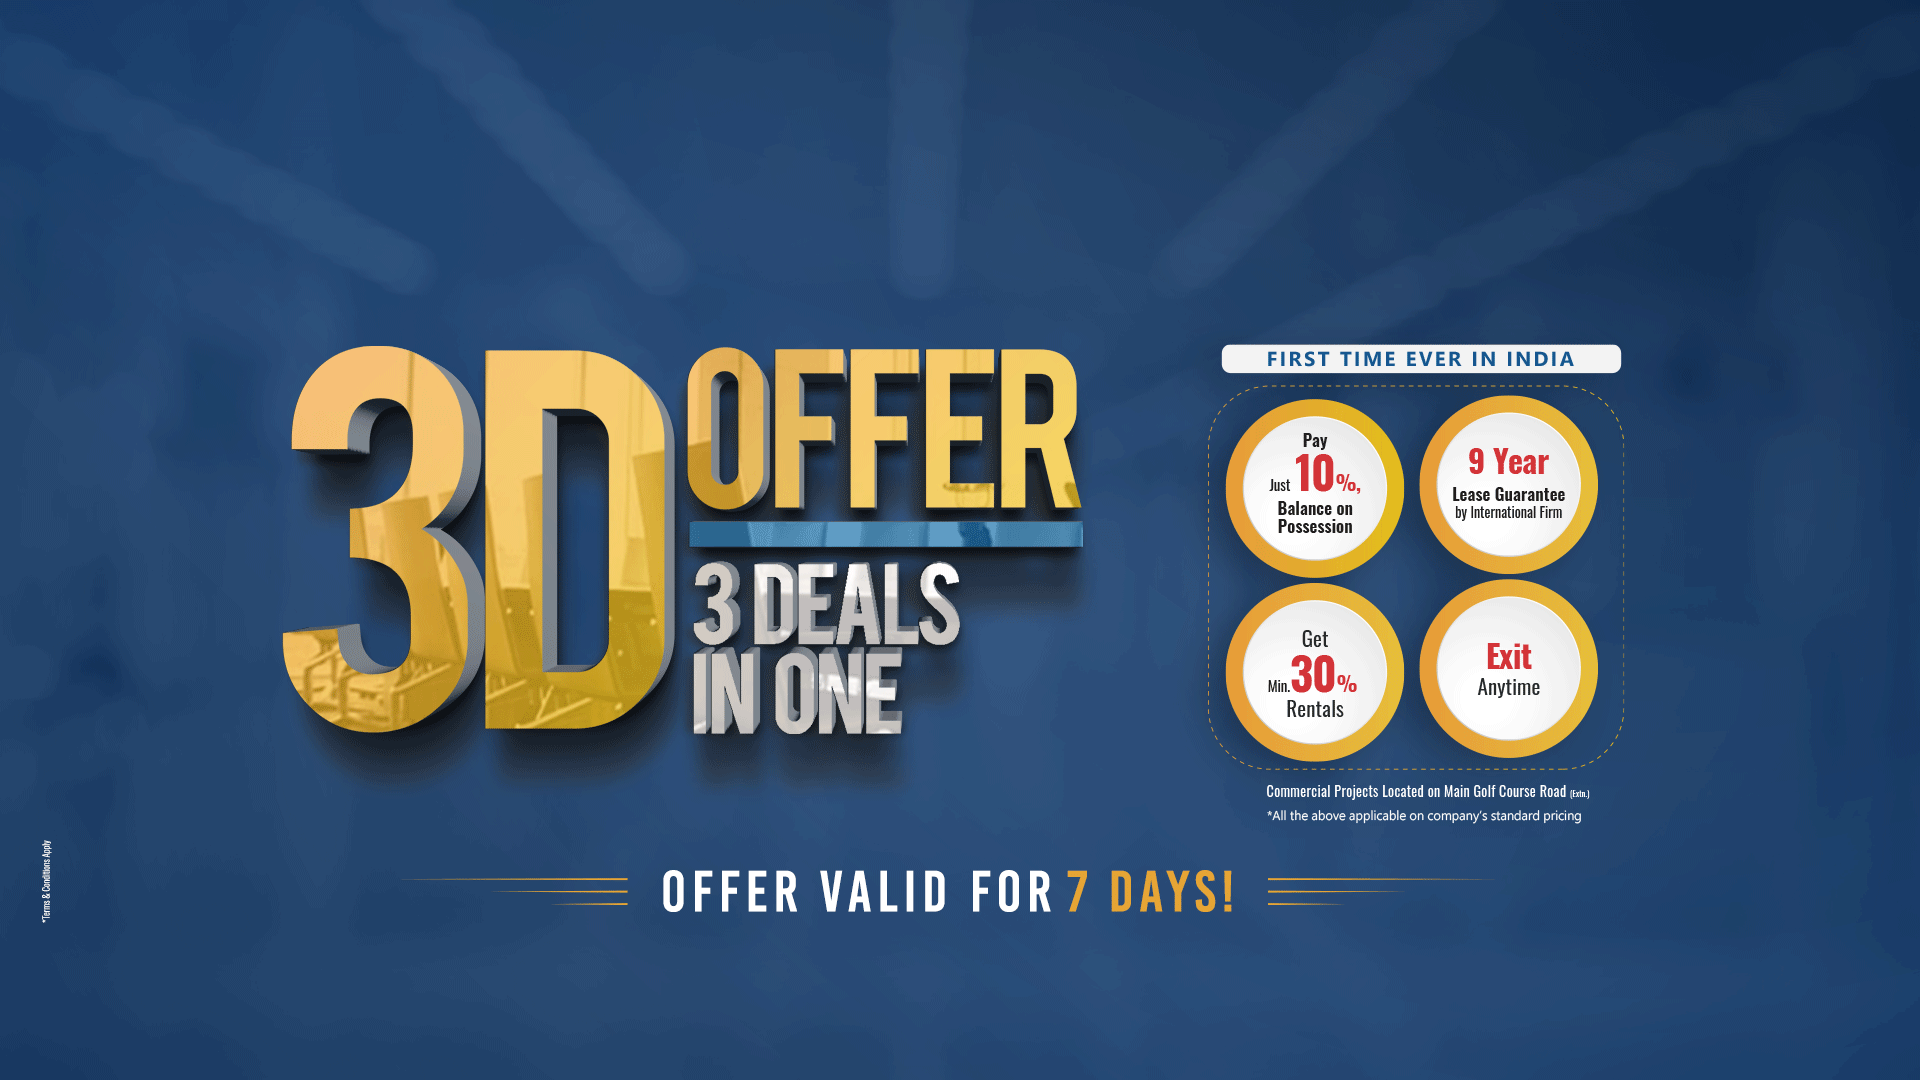 3D OFFER
3 DEALS
IN ONE
FIRST TIME EVER IN INDIA
Pay
Just 10%,
Balance on
Possession
9 Year
Lease Guarantee
by International Firm
Get
Min. 30%
Rentals
Exit
Anytime
Commercial Projects Located on Main Golf Course Road (Extn.)
*All the above applicable on company's standard pricing
OFFER VALID FOR 7 DAYS!
*Terms & Conditions Apply